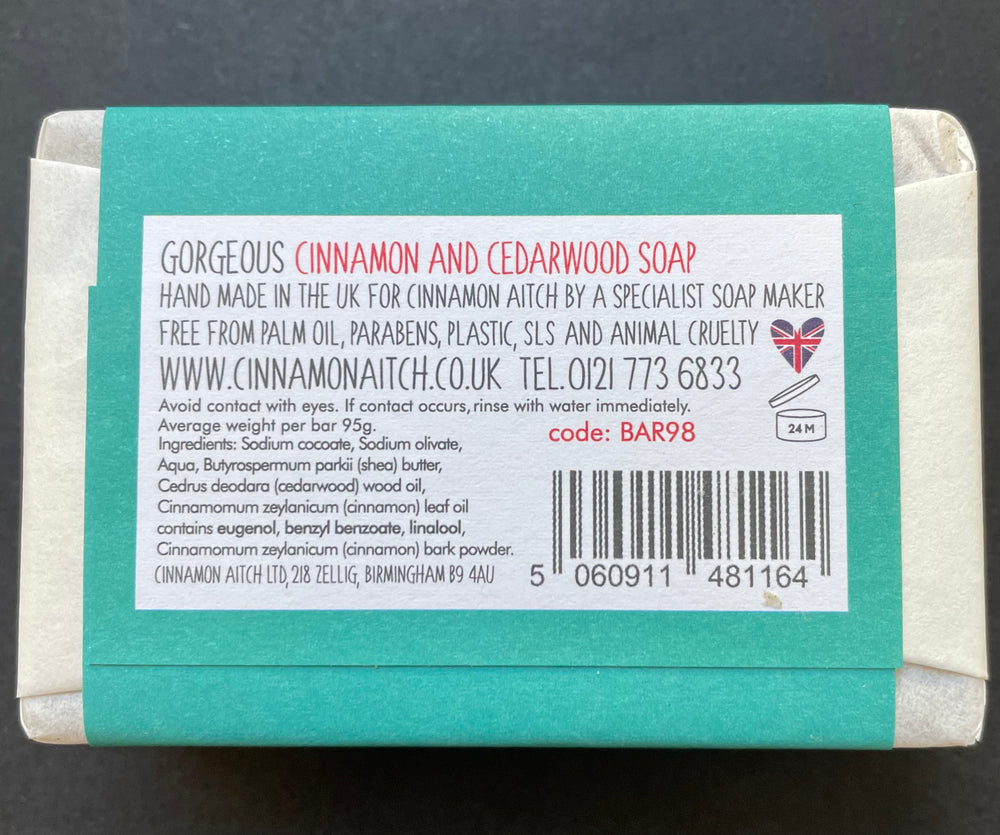 GORGEOUS CINNAMON AND CEDARWOOD SOAP
HAND MADE IN THE UK FOR CINNAMON AITCH BY A SPECIALIST SOAP MAKER
FREE FROM PALM OIL, PARABENS, PLASTIC, SLS AND ANIMAL CRUELTY
WWW.CINNAMONAITCH.CO.UK TEL.0121 773 6833
Avoid contact with eyes. If contact occurs, rinse with water immediately.
Average weight per bar 95g.
code: BAR98
24M
Ingredients: Sodium cocoate, Sodium olivate,
Aqua, Butyrospermum parkii (shea) butter,
Cedrus deodara (cedarwood) wood oil,
Cinnamomum zeylanicum (cinnamon) leaf oil
contains eugenol, benzyl benzoate, linalool,
Cinnamomum zeylanicum (cinnamon) bark powder.
CINNAMON AITCH LTD, 218 ZELLIG, BIRMINGHAM B9 4AU
5 060911 481164